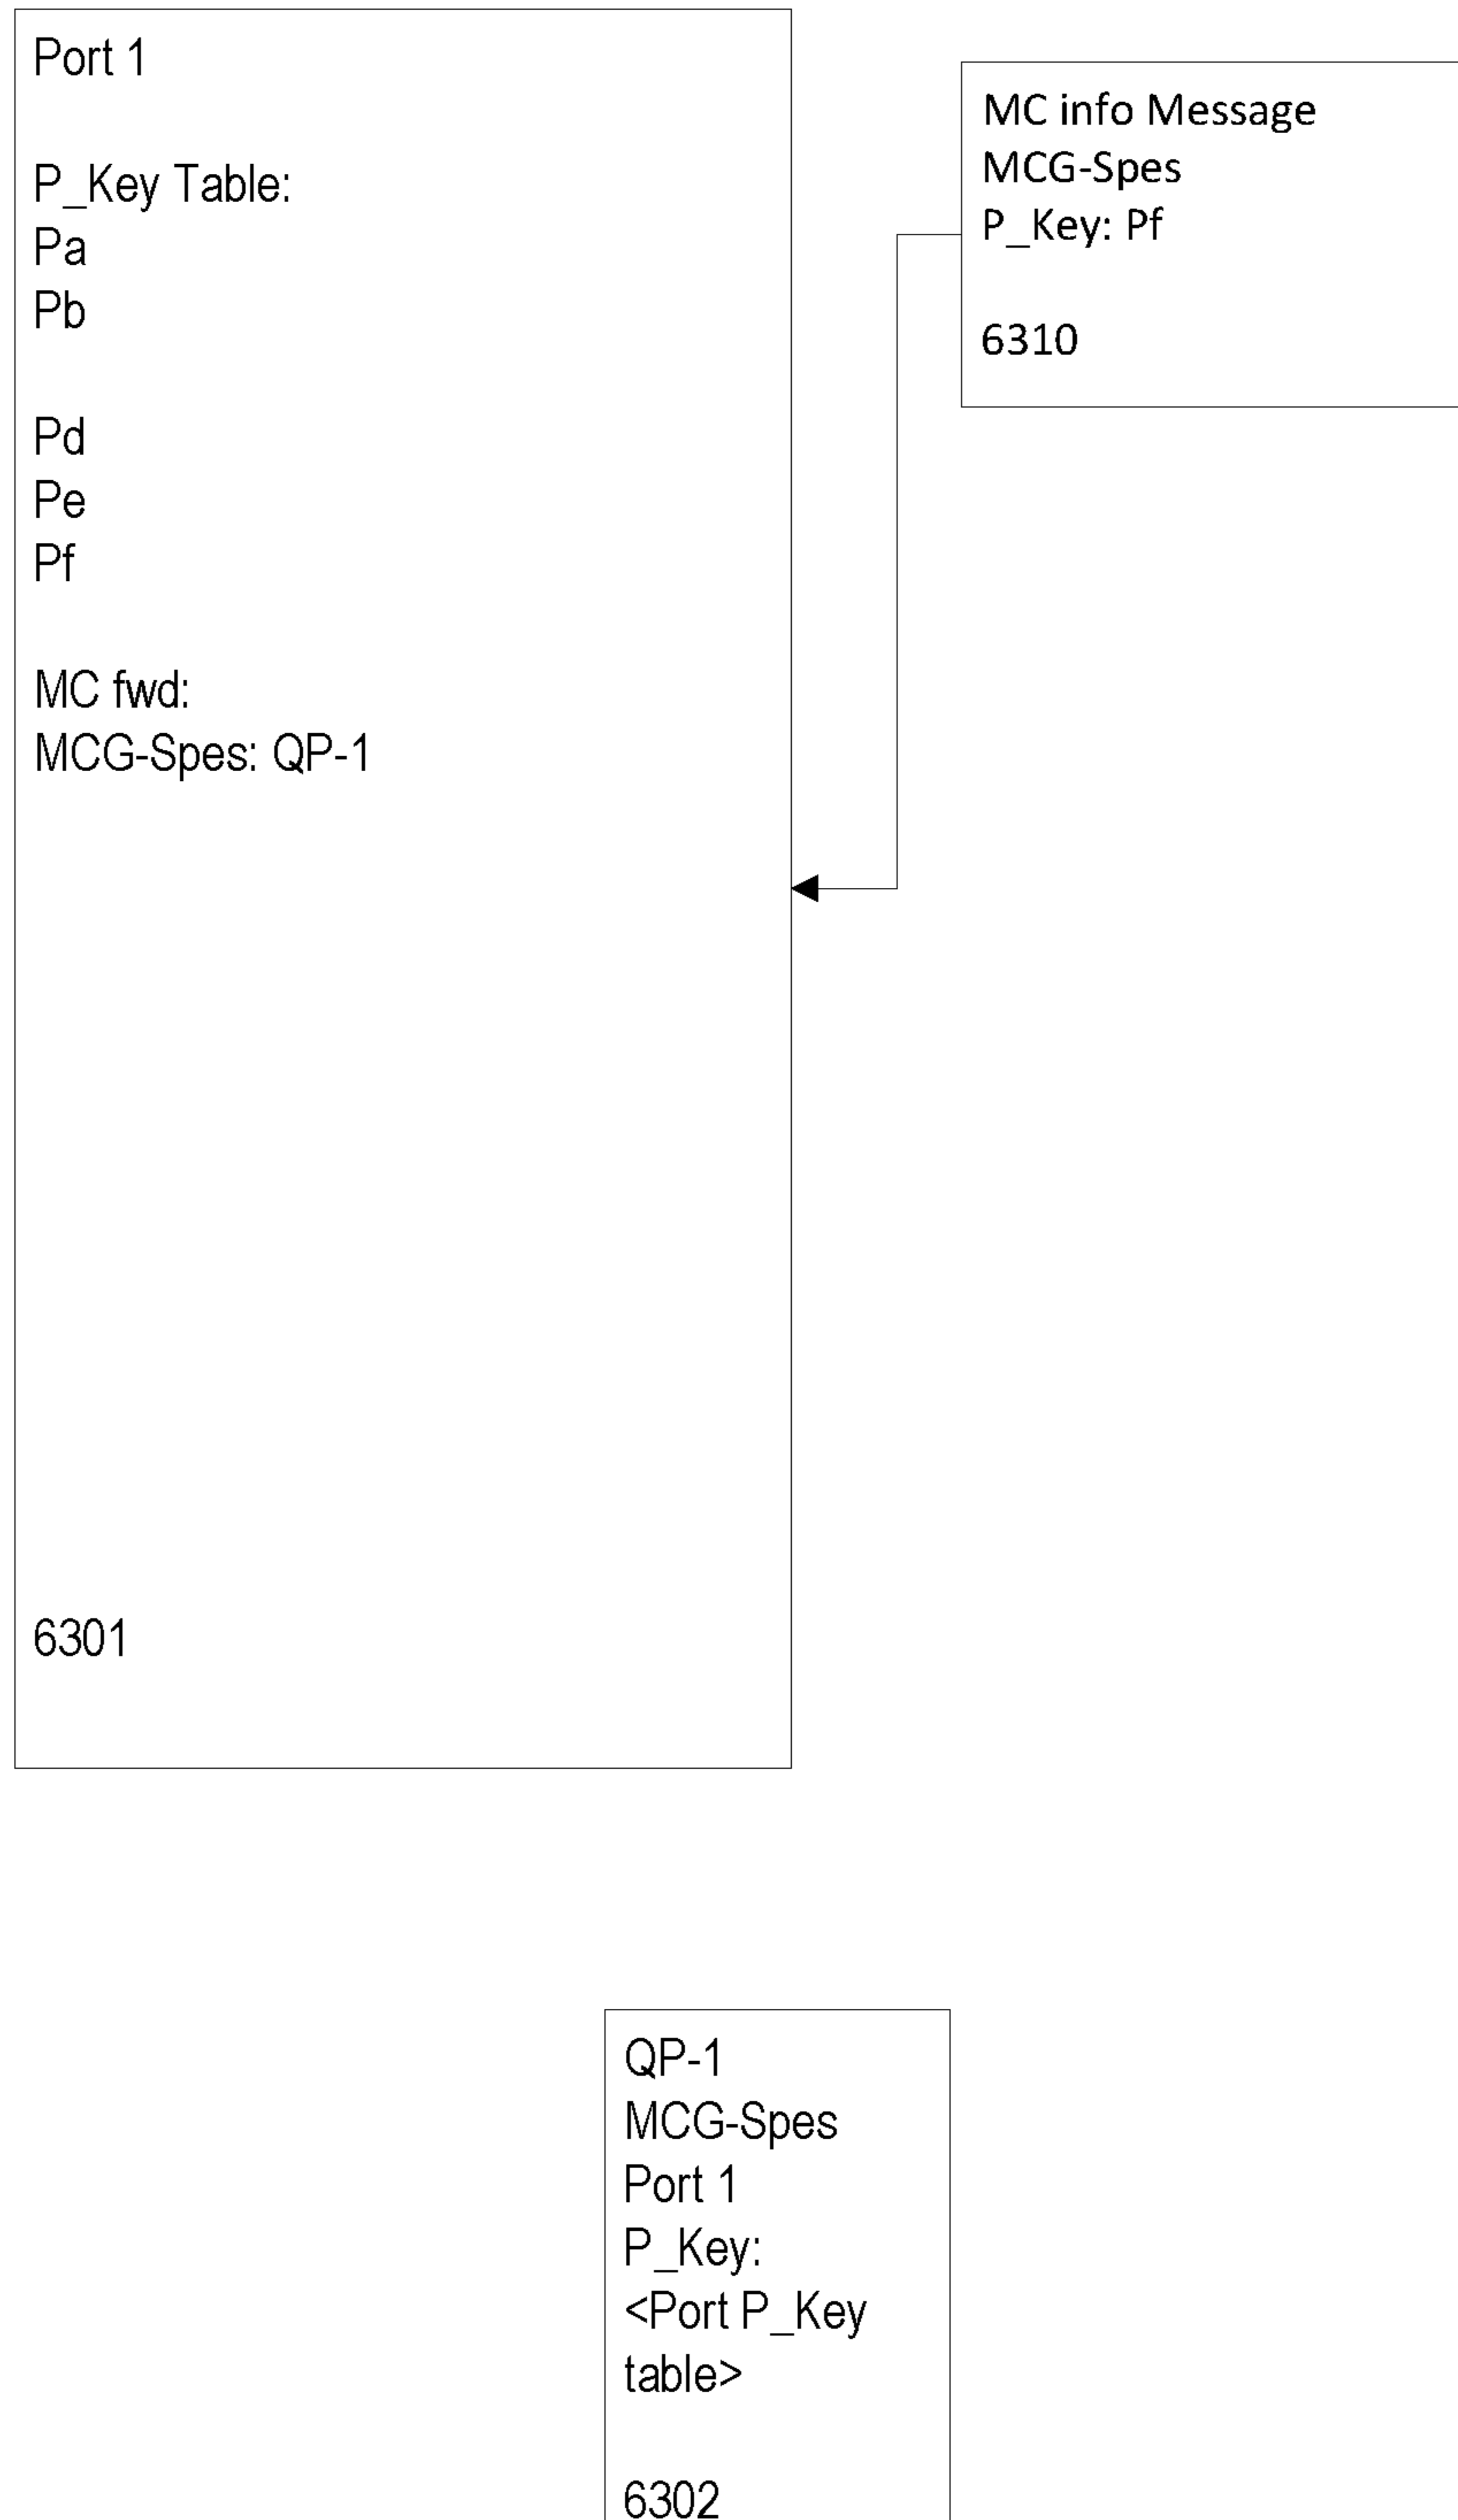 Port 1
P_Key Table:
Pa
Pb
Pd
Pe
Pf
MC fwd:
MCG-Spes: QP-1
6301
MC info Message
MCG-Spes
P_Key: Pf
6310
QP-1
MCG-Spes
Port 1
P_Key:
<Port P_Key
table>
6302